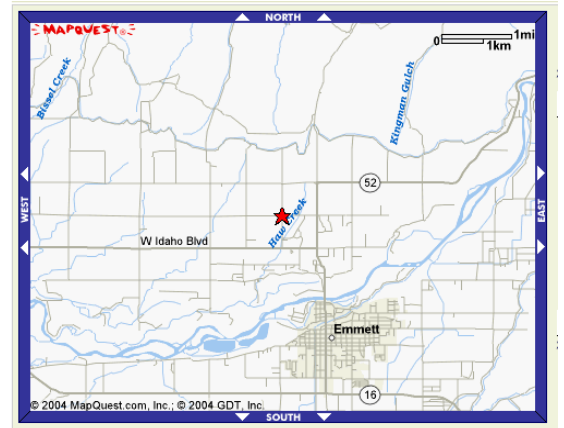 NORTH
MAPQUEST
0 1mi
1km
Bissel Creek
Kingman Gulch
52
WEST
EAST
Haw Creek
W Idaho Blvd
Emmett
16
© 2004 MapQuest.com, Inc.; © 2004 GDT, Inc.
SOUTH